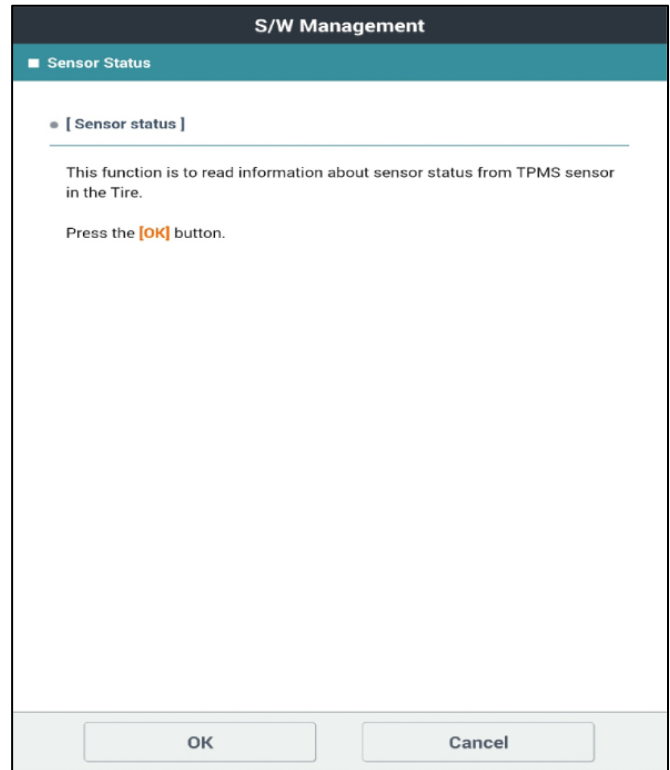 S/W Management
Sensor Status
[ Sensor status ]
This function is to read information about sensor status from TPMS sensor
in the Tire.
Press the [OK] button.
OK
Cancel